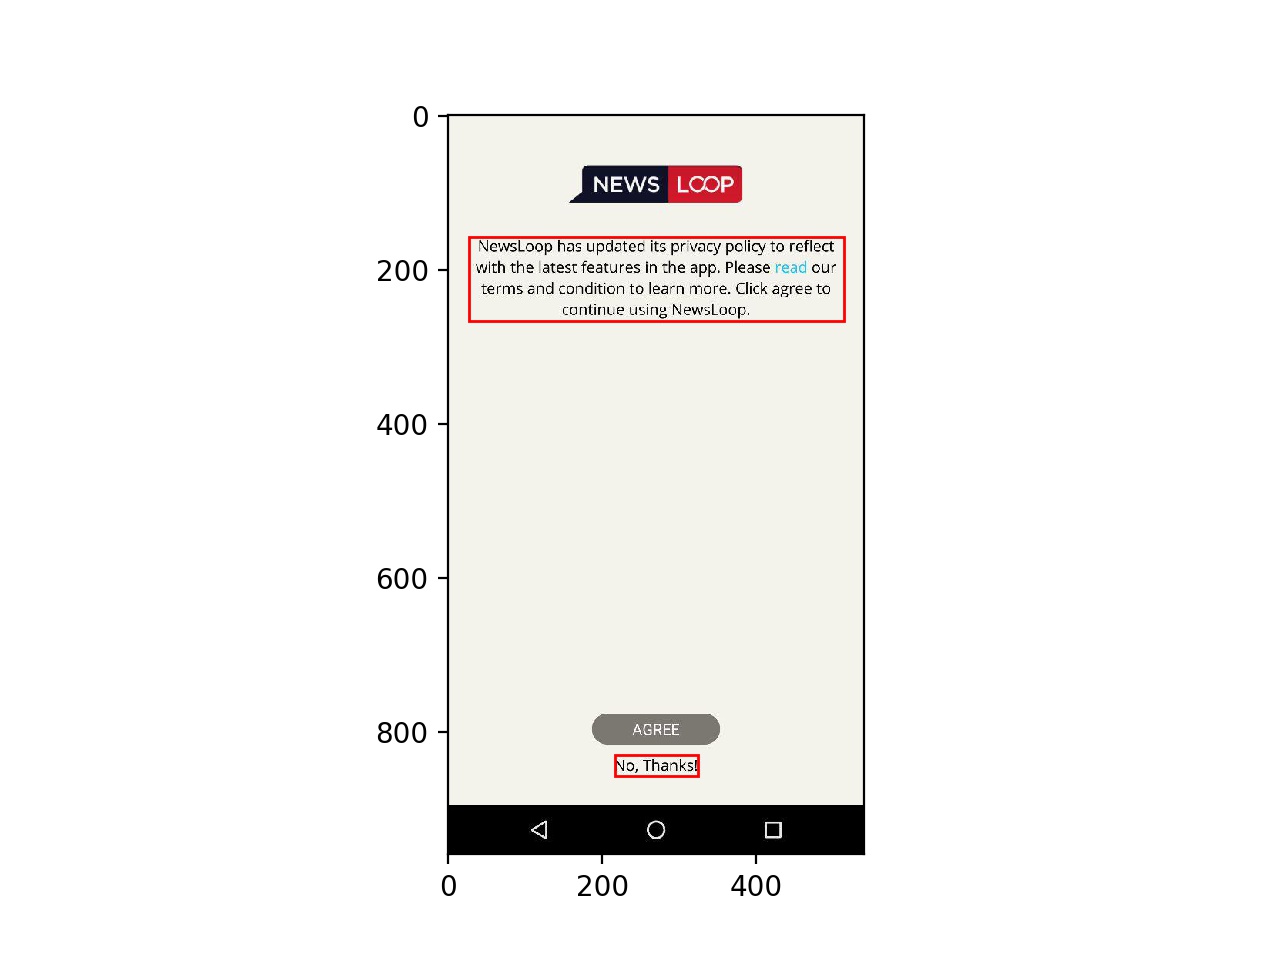 0
NEWS LOOP
NewsLoop has updated its privacy policy to reflect
200
with the latest features in the app. Please read our
terms and condition to learn more. Click agree to
continue using NewsLoop.
400
600
800
AGREE
No, Thanks!
0 200 400